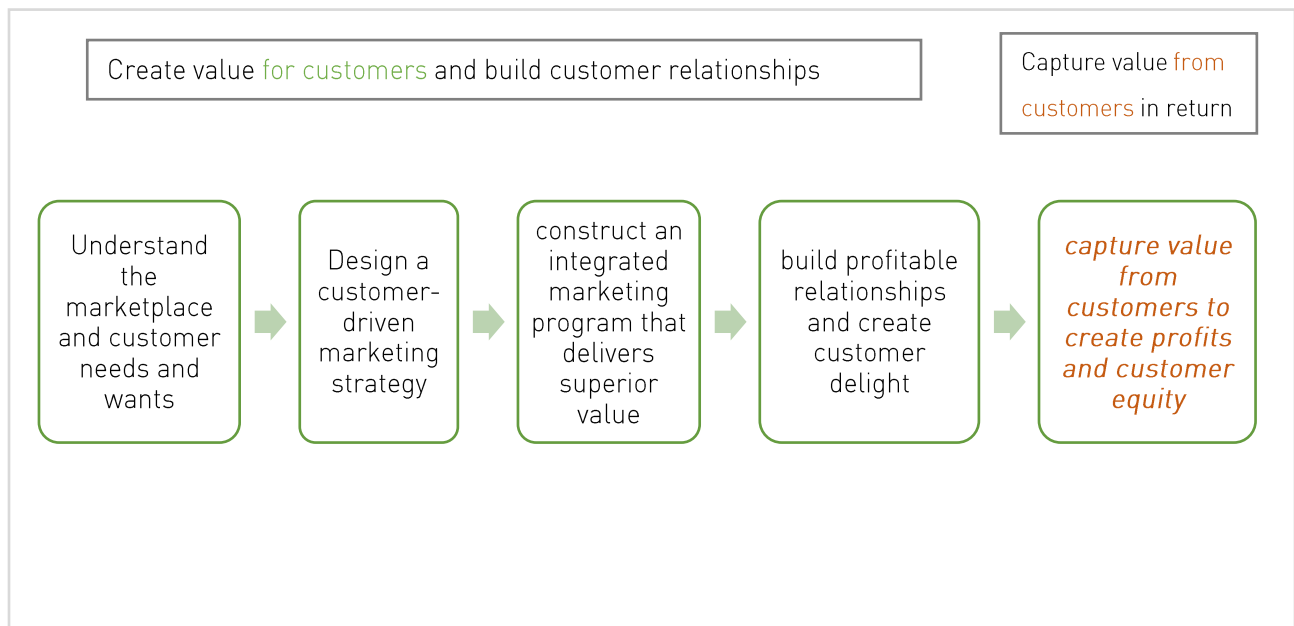 Create value for customers and build customer relationships
Capture value from
customers in return
Understand
the
marketplace
and customer
needs and
wants
Design a
customer-
driven
marketing
strategy
construct an
integrated
marketing
program that
delivers
superior
value
build profitable
relationships
and create
customer
delight
capture value
from
customers to
create profits
and customer
equity